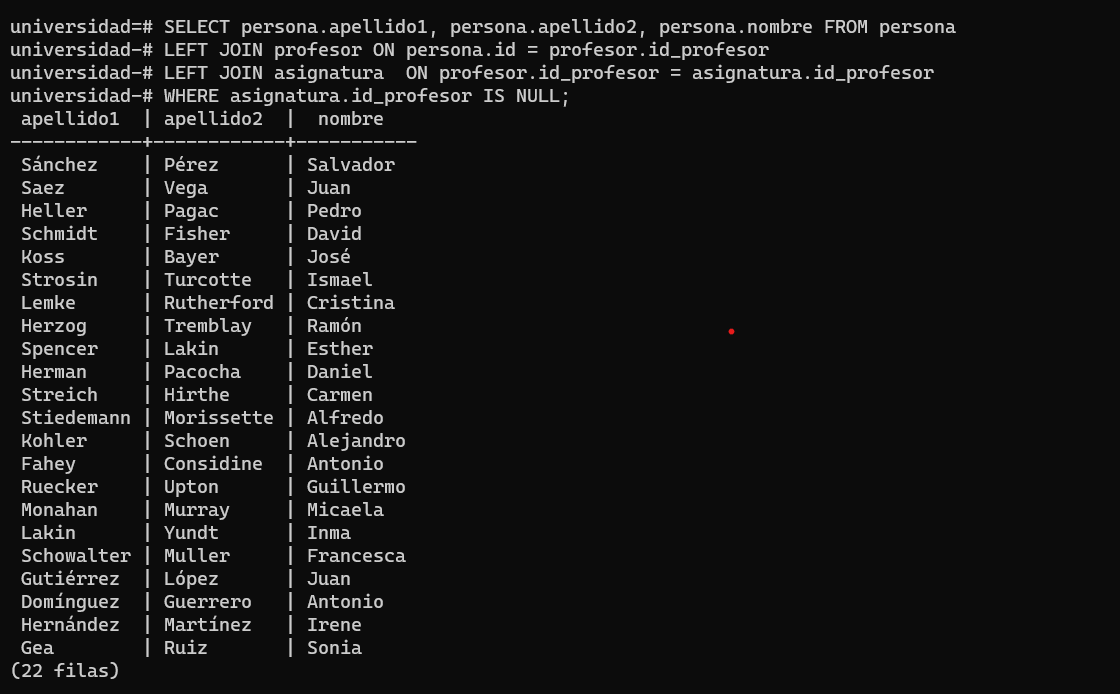 universidad=# SELECT persona.apellido1, persona.apellido2, persona.nombre FROM persona
universidad-# LEFT JOIN profesor ON persona.id = profesor.id_profesor
universidad-# LEFT JOIN asignatura  ON profesor.id_profesor = asignatura.id_profesor
universidad-# WHERE asignatura.id_profesor IS NULL;
 apellido1  | apellido2  |  nombre
------------+------------+-----------
 Sánchez    | Pérez      | Salvador
 Saez       | Vega       | Juan
 Heller     | Pagac      | Pedro
 Schmidt    | Fisher     | David
 Koss       | Bayer      | José
 Strosin    | Turcotte   | Ismael
 Lemke      | Rutherford | Cristina
 Herzog     | Tremblay   | Ramón
 Spencer    | Lakin      | Esther
 Herman     | Pacocha    | Daniel
 Streich    | Hirthe     | Carmen
 Stiedemann | Morissette | Alfredo
 Kohler     | Schoen     | Alejandro
 Fahey      | Considine  | Antonio
 Ruecker    | Upton      | Guillermo
 Monahan    | Murray     | Micaela
 Lakin      | Yundt      | Inma
 Schowalter | Muller     | Francesca
 Gutiérrez  | López      | Juan
 Domínguez  | Guerrero   | Antonio
 Hernández  | Martínez   | Irene
 Gea        | Ruiz       | Sonia
(22 filas)